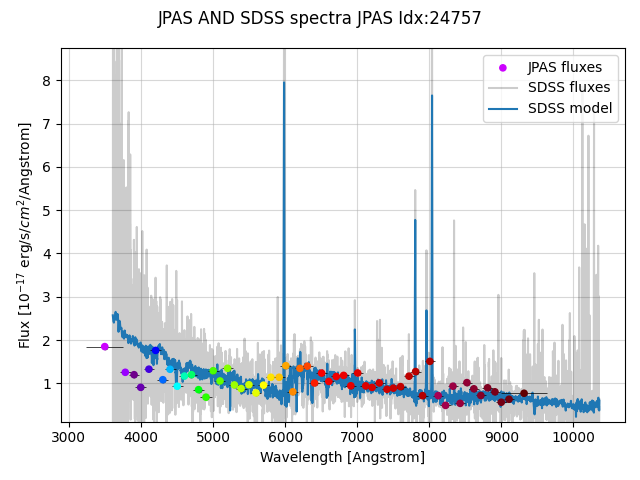 JPAS AND SDSS spectra JPAS Idx:24757
JPAS fluxes
SDSS fluxes
SDSS model
8
7
6
5
4
3
2
1
Flux [10⁻¹⁷ erg/s/cm²/Angstrom]
3000 4000 5000 6000 7000 8000 9000 10000
Wavelength [Angstrom]